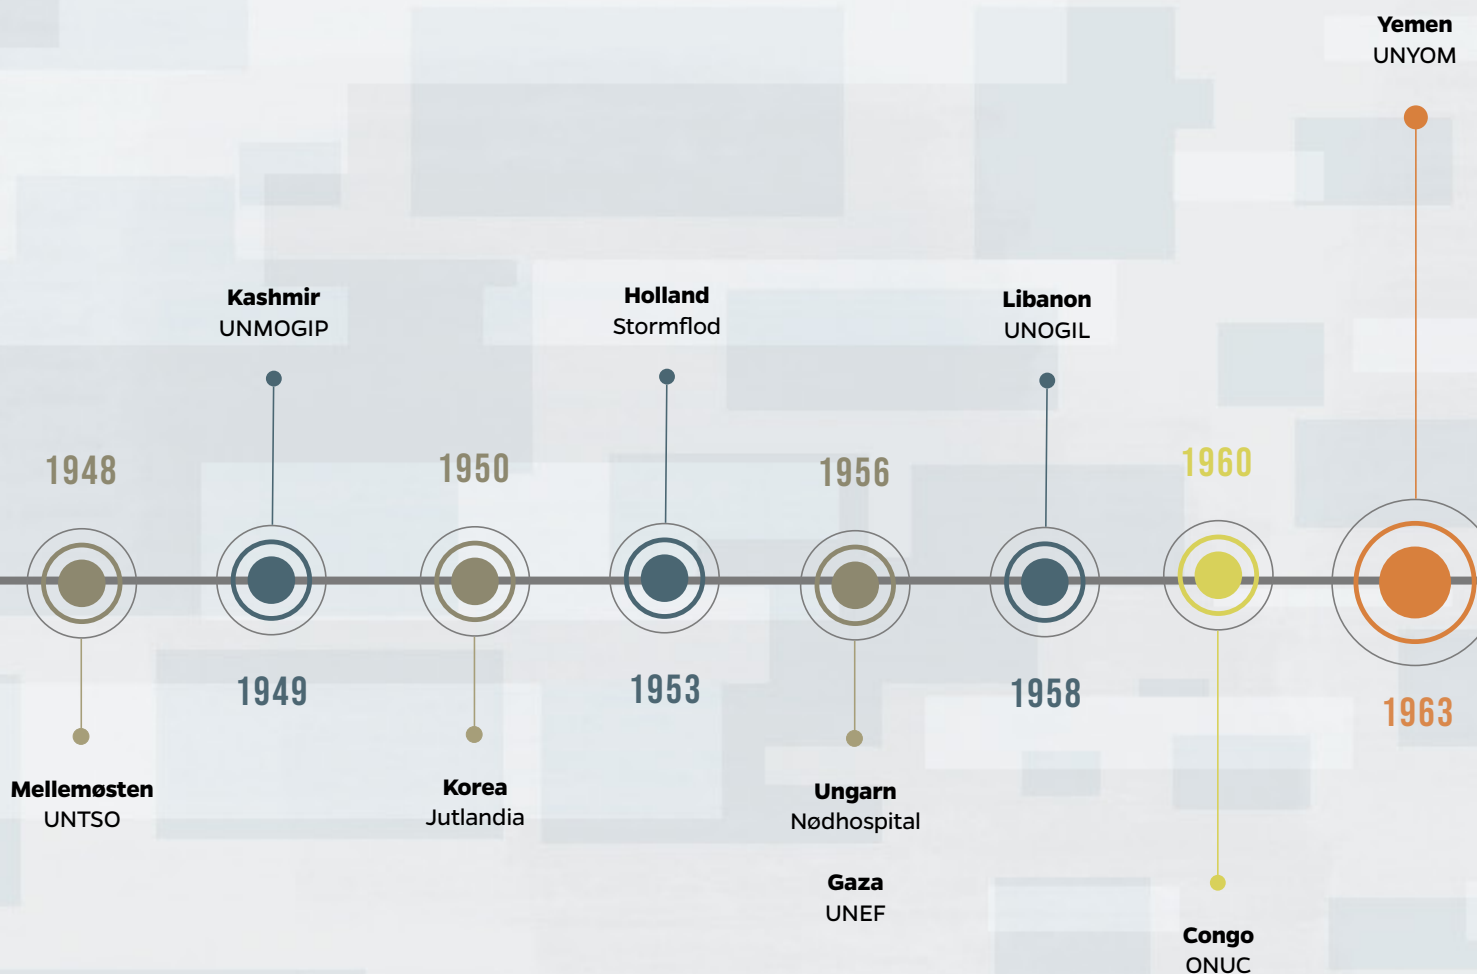 1948
Mellemøsten
UNTSO
Kashmir
UNMOGIP
1949
1950
Korea
Jutlandia
Holland
Stormflod
1953
1956
Ungarn
Nødhospital
Gaza
UNEF
Libanon
UNOGIL
1958
1960
Congo
ONUC
Yemen
UNYOM
1963